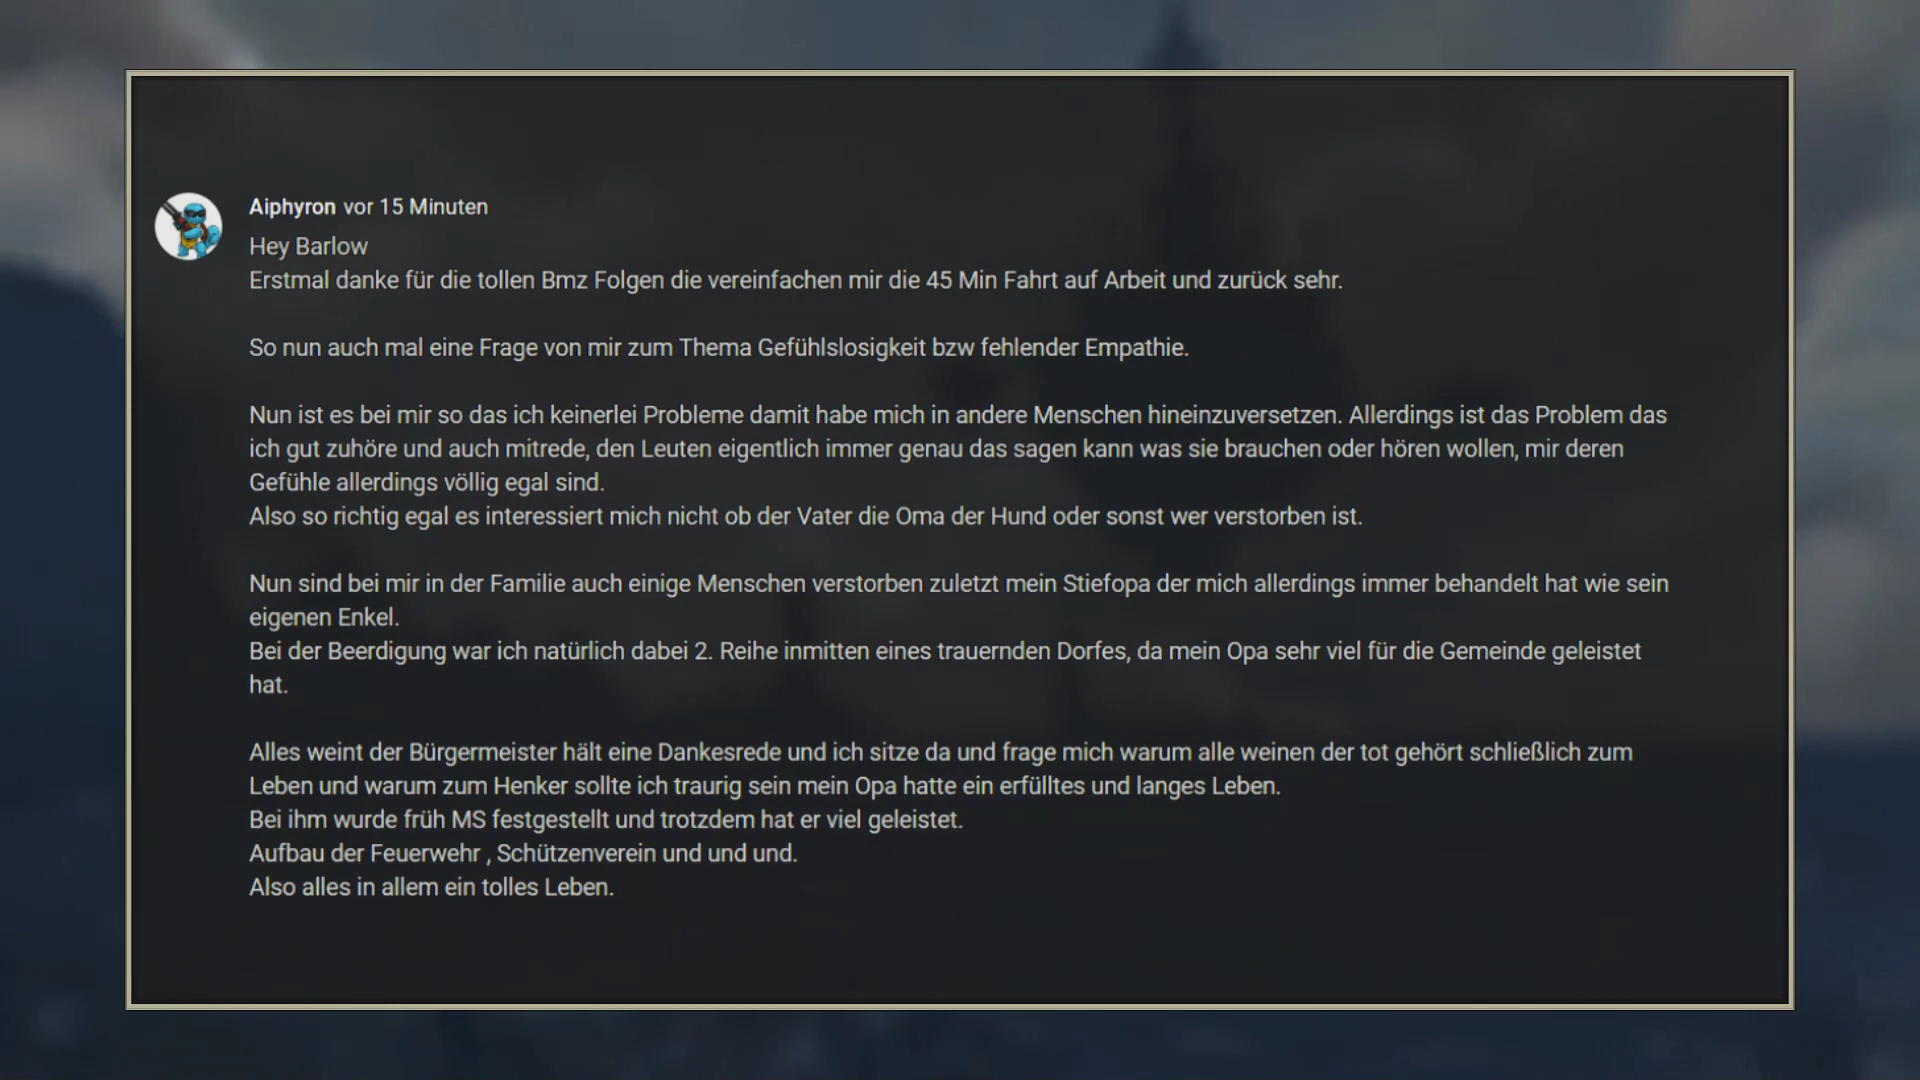 Aiphyron vor 15 Minuten
Hey Barlow
Erstmal danke für die tollen Bmz Folgen die vereinfachen mir die 45 Min Fahrt auf Arbeit und zurück sehr.
So nun auch mal eine Frage von mir zum Thema Gefühlslosigkeit bzw fehlender Empathie.
Nun ist es bei mir so das ich keinerlei Probleme damit habe mich in andere Menschen hineinzuversetzen. Allerdings ist das Problem das
ich gut zuhöre und auch mitrede, den Leuten eigentlich immer genau das sagen kann was sie brauchen oder hören wollen, mir deren
Gefühle allerdings völlig egal sind.
Also so richtig egal es interessiert mich nicht ob der Vater die Oma der Hund oder sonst wer verstorben ist.
Nun sind bei mir in der Familie auch einige Menschen verstorben zuletzt mein Stiefopa der mich allerdings immer behandelt hat wie sein
eigenen Enkel.
Bei der Beerdigung war ich natürlich dabei 2. Reihe inmitten eines trauernden Dorfes, da mein Opa sehr viel für die Gemeinde geleistet
hat.
Alles weint der Bürgermeister hält eine Dankesrede und ich sitze da und frage mich warum alle weinen der tot gehört schließlich zum
Leben und warum zum Henker sollte ich traurig sein mein Opa hatte ein erfülltes und langes Leben.
Bei ihm wurde früh MS festgestellt und trotzdem hat er viel geleistet.
Aufbau der Feuerwehr , Schützenverein und und und.
Also alles in allem ein tolles Leben.